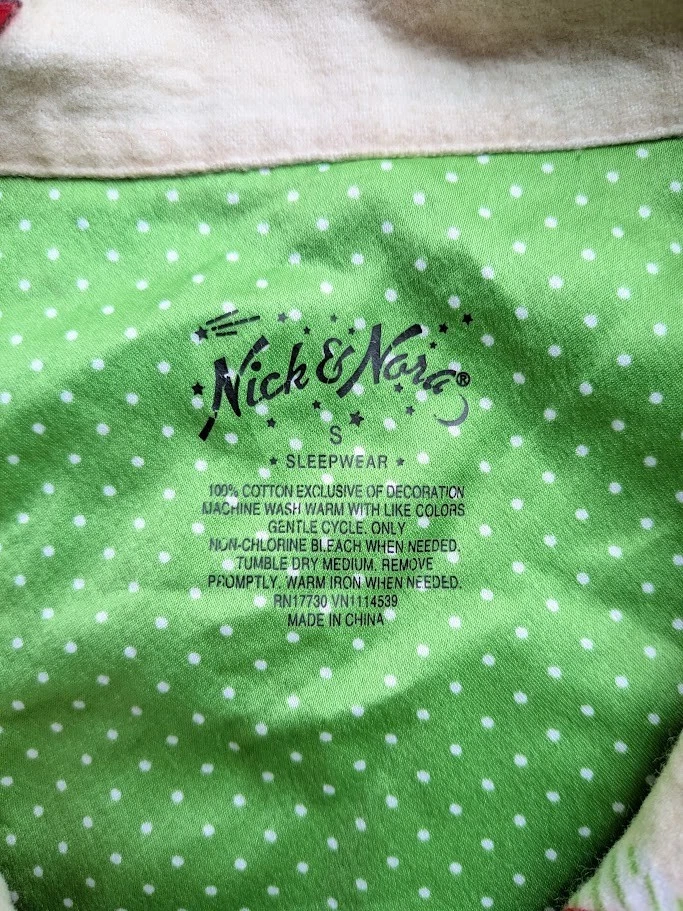 Nick & Nora®
S
★ SLEEPWEAR ★
100% COTTON EXCLUSIVE OF DECORATION
MACHINE WASH WARM WITH LIKE COLORS
GENTLE CYCLE. ONLY
NON-CHLORINE BLEACH WHEN NEEDED.
TUMBLE DRY MEDIUM. REMOVE
PROMPTLY. WARM IRON WHEN NEEDED.
RN17730 VN1114539
MADE IN CHINA